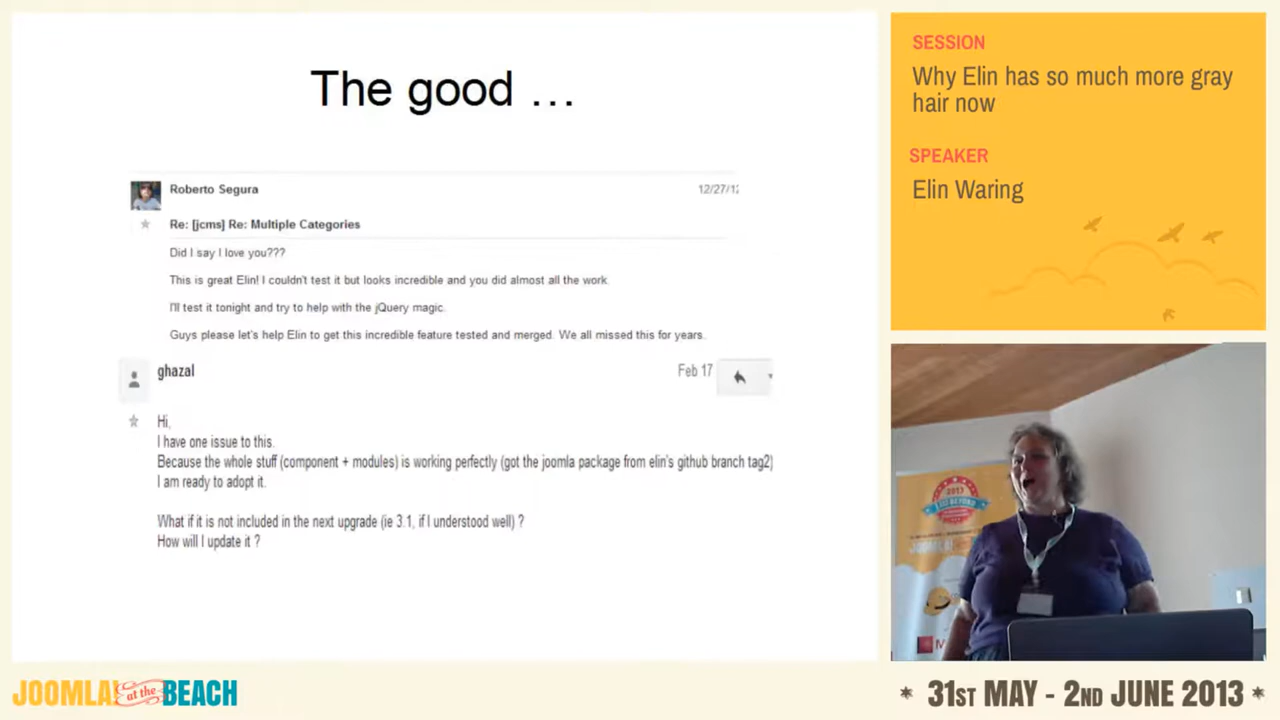 The good ...
Roberto Segura 12/27/12
Re: [jcms] Re: Multiple Categories
Did I say I love you???
This is great Elin! I couldn't test it but looks incredible and you did almost all the work.
I'll test it tonight and try to help with the jQuery magic.
Guys please let's help Elin to get this incredible feature tested and merged. We all missed this for years.
ghazal Feb 17
Hi,
I have one issue to this.
Because the whole stuff (component + modules) is working perfectly (got the joomla package from elin's github branch tag2)
I am ready to adopt it.
What if it is not included in the next upgrade (ie 3.1, if I understood well) ?
How will I update it ?
SESSION
Why Elin has so much more gray
hair now
SPEAKER
Elin Waring
2013
JOOMLA!
JOOMLA! at the BEACH
* 31ST MAY - 2ND JUNE 2013 *